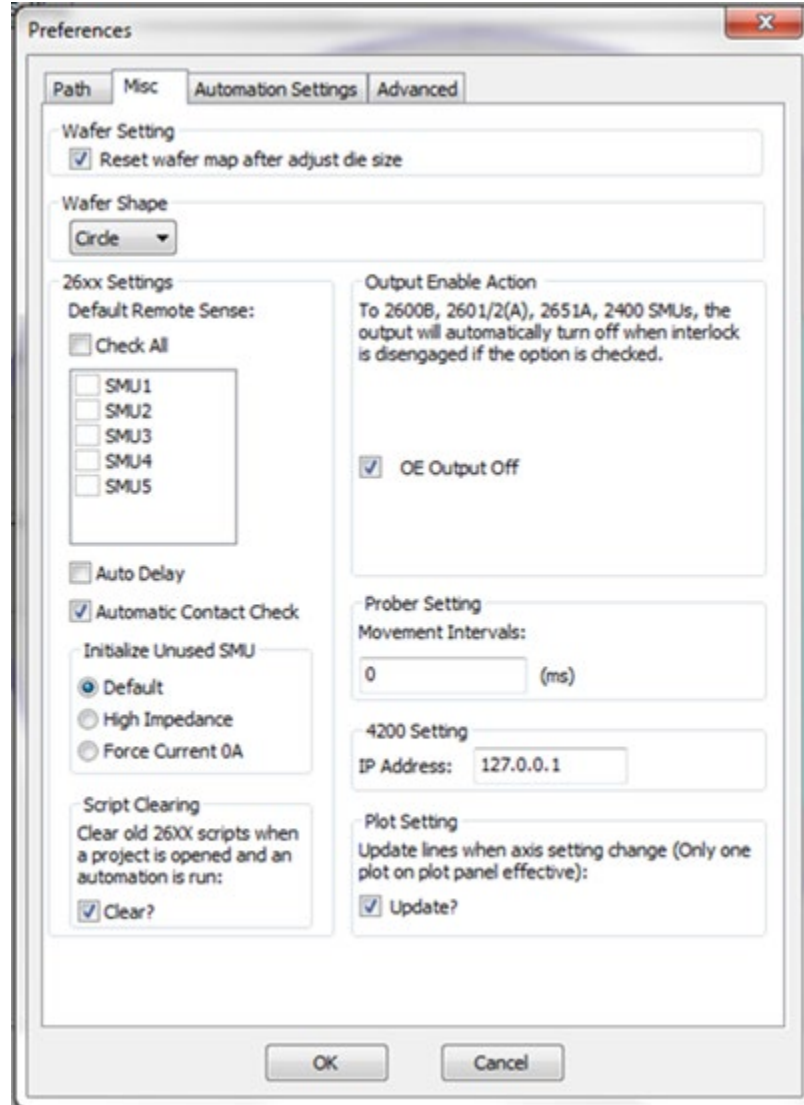 Preferences
Path Misc Automation Settings Advanced
Wafer Setting
Reset wafer map after adjust die size
Wafer Shape
Circle
26xx Settings
Default Remote Sense:
Check All
SMU1
SMU2
SMU3
SMU4
SMU5
Auto Delay
Automatic Contact Check
Initialize Unused SMU
Default
High Impedance
Force Current 0A
Script Clearing
Clear old 26XX scripts when
a project is opened and an
automation is run:
Clear?
Output Enable Action
To 2600B, 2601/2(A), 2651A, 2400 SMUs, the
output will automatically turn off when interlock
is disengaged if the option is checked.
OE Output Off
Prober Setting
Movement Intervals:
0 (ms)
4200 Setting
IP Address: 127.0.0.1
Plot Setting
Update lines when axis setting change (Only one
plot on plot panel effective):
Update?
OK Cancel